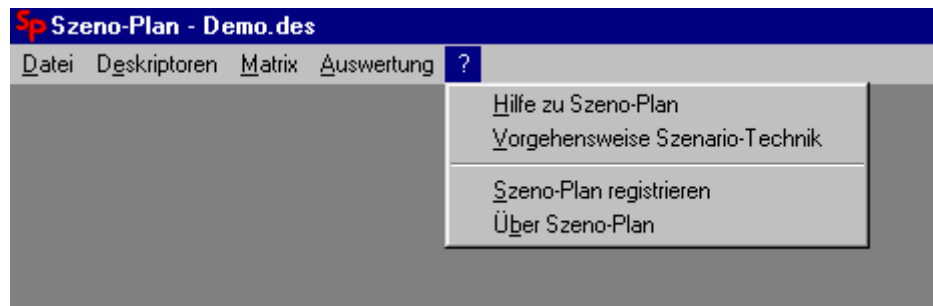 Sp Szeno-Plan - Demo.des
Datei Deskriptoren Matrix Auswertung ?
Hilfe zu Szeno-Plan
Vorgehensweise Szenario-Technik
Szeno-Plan registrieren
Über Szeno-Plan